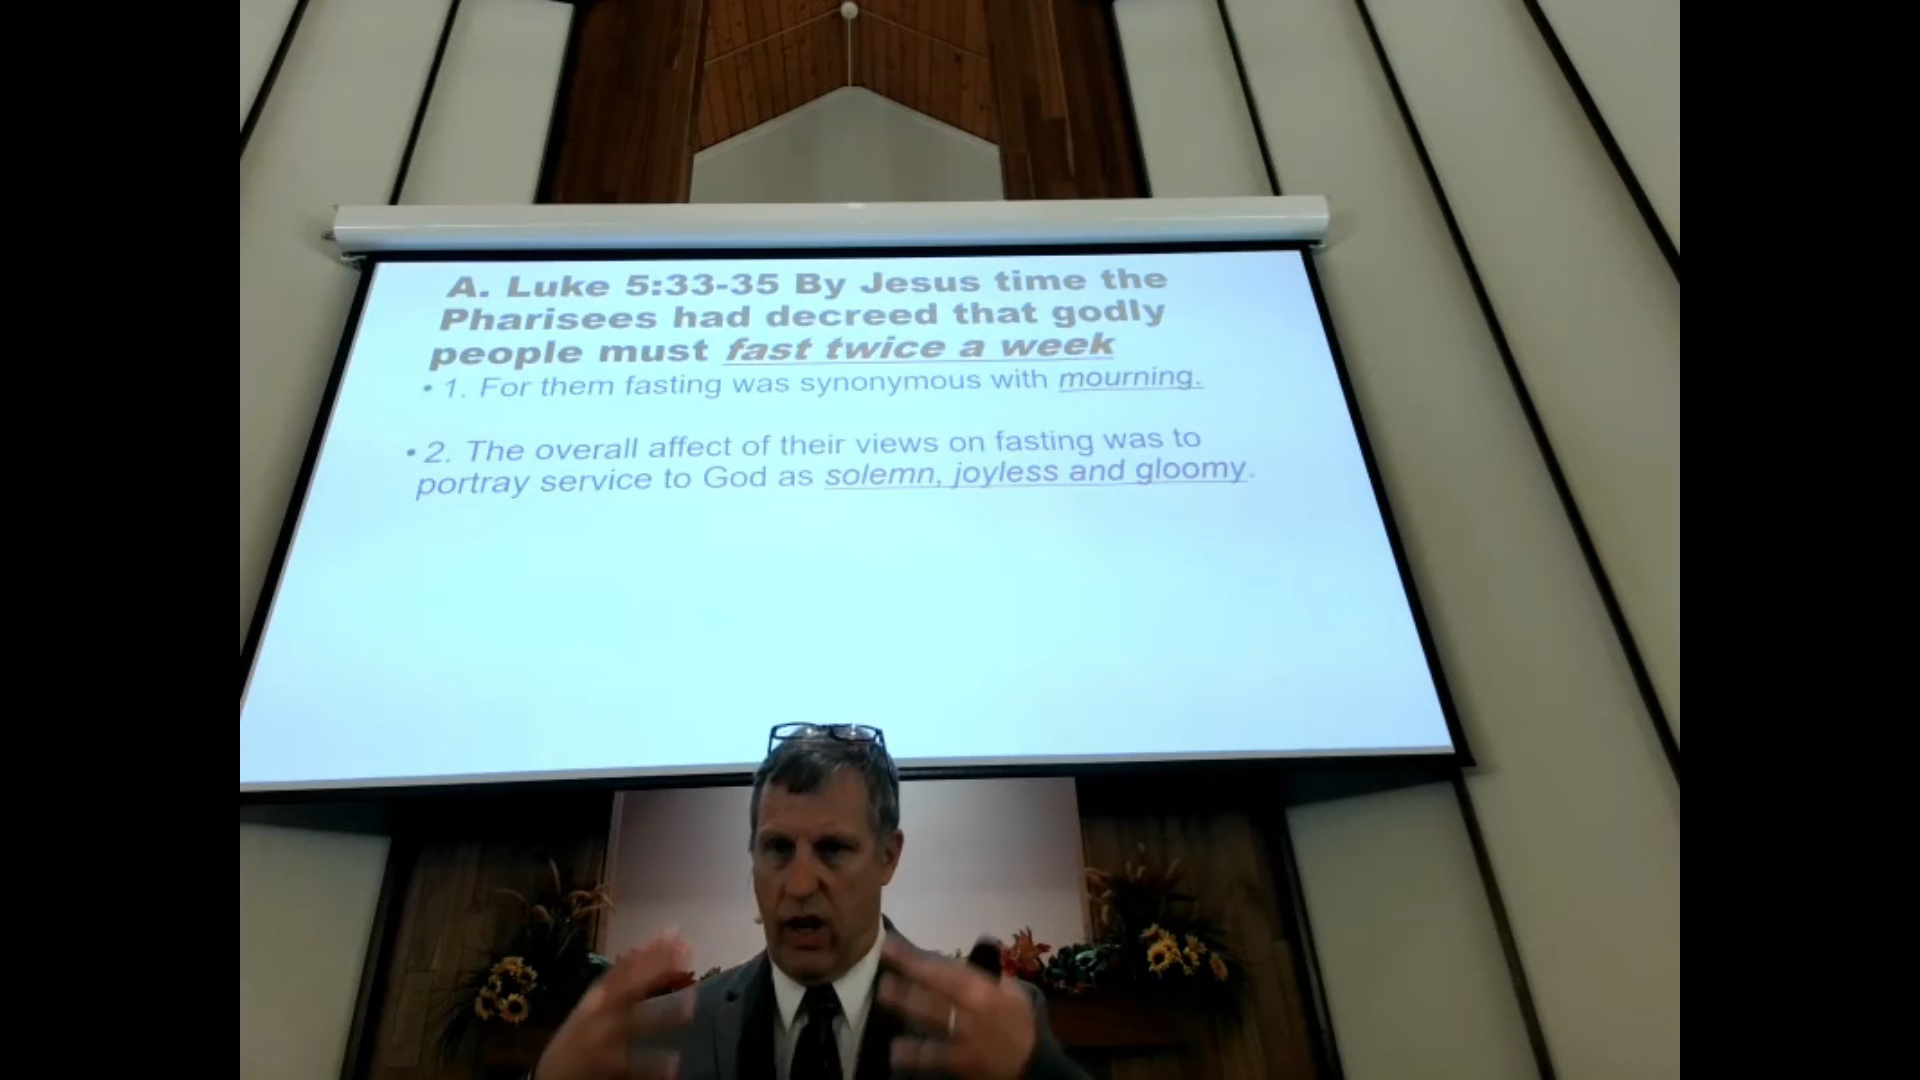 A. Luke 5:33-35 By Jesus time the
Pharisees had decreed that godly
people must fast twice a week
• 1. For them fasting was synonymous with mourning.
• 2. The overall affect of their views on fasting was to
portray service to God as solemn, joyless and gloomy.